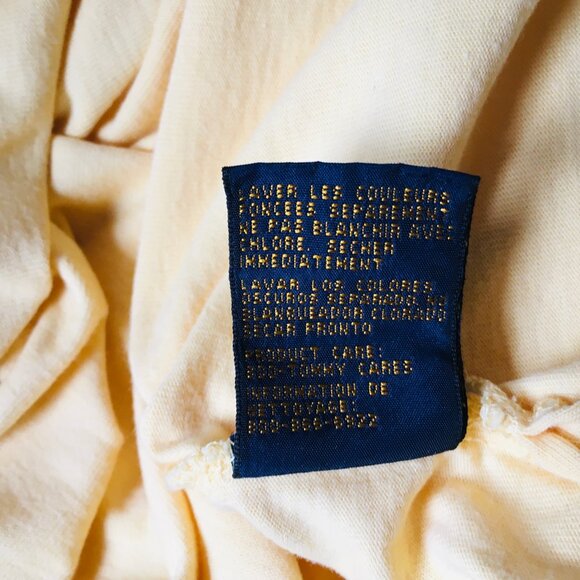 LAVER LES COULEURS
FONCEES SEPAREMENT
NE PAS BLANCHIR AVEC
CHLORE. SECHER
IMMEDIATEMENT
LAVAR LOS COLORES
OSCUROS SEPARADO NO
BLANQUEADOR CLORADO
SECAR PRONTO
PRODUCT CARE:
800-TOMMY CARES
INFORMATION DE
NETTOYAGE:
800-866-6922